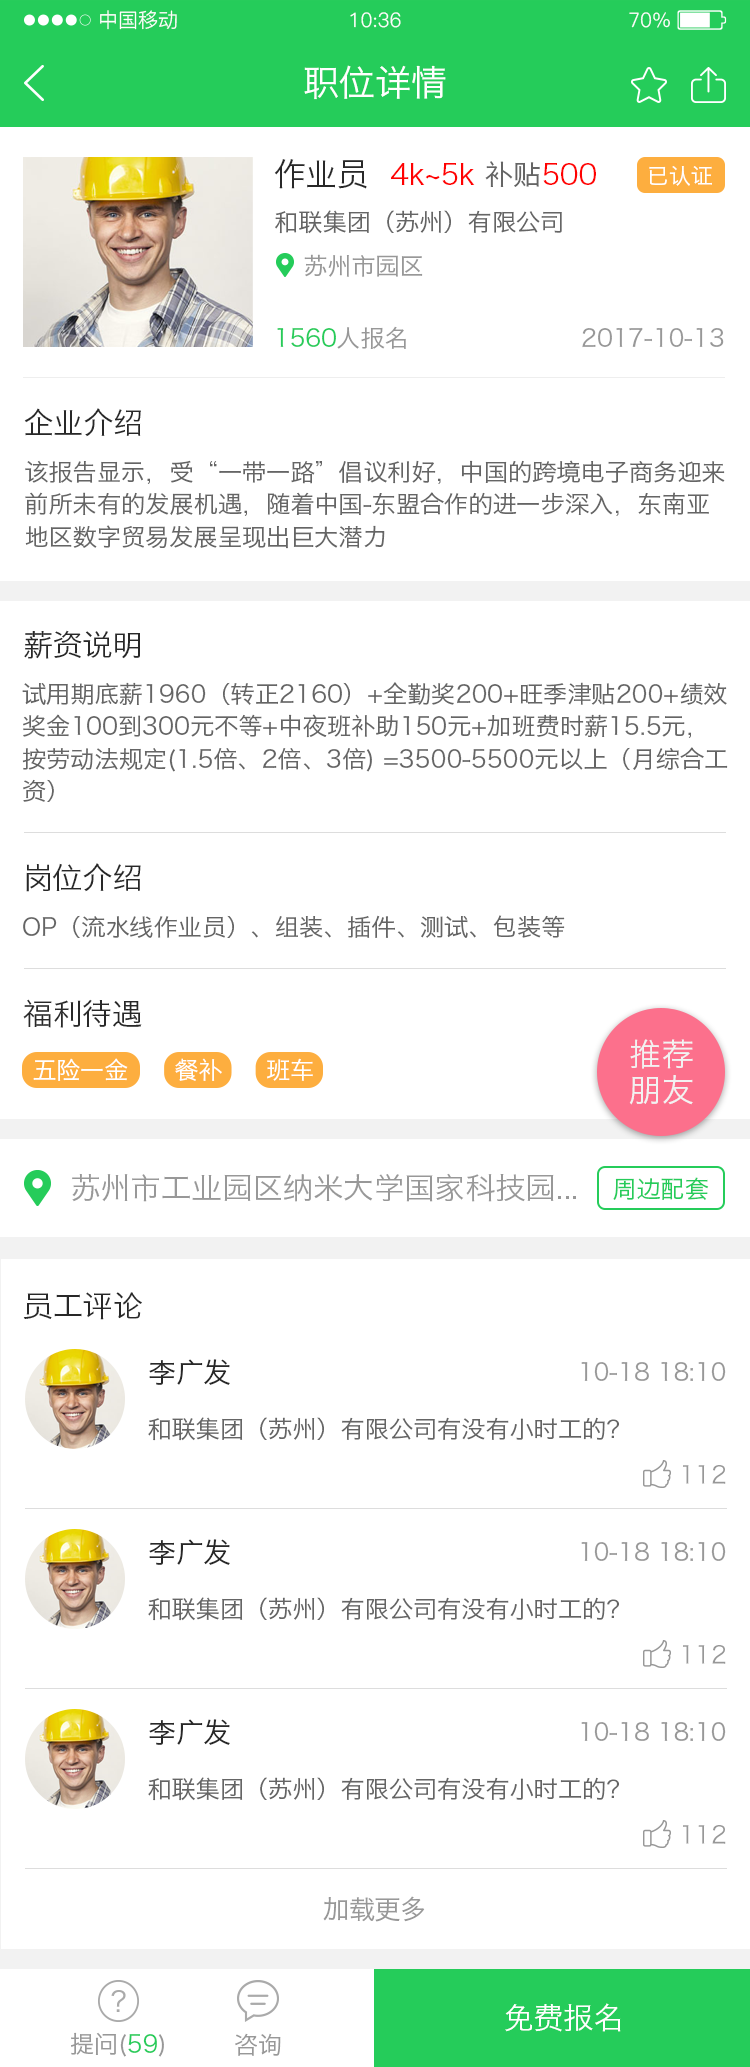 中国移动 10:36 70%
职位详情
作业员 4k~5k 补贴500 已认证
和联集团（苏州）有限公司
苏州市园区
1560人报名 2017-10-13
企业介绍
该报告显示，受“一带一路”倡议利好，中国的跨境电子商务迎来
前所未有的发展机遇，随着中国-东盟合作的进一步深入，东南亚
地区数字贸易发展呈现出巨大潜力
薪资说明
试用期底薪1960（转正2160）+全勤奖200+旺季津贴200+绩效
奖金100到300元不等+中夜班补助150元+加班费时薪15.5元，
按劳动法规定(1.5倍、2倍、3倍) =3500-5500元以上（月综合工
资）
岗位介绍
OP（流水线作业员）、组装、插件、测试、包装等
福利待遇
五险一金 餐补 班车
推荐
朋友
苏州市工业园区纳米大学国家科技园... 周边配套
员工评论
李广发 10-18 18:10
和联集团（苏州）有限公司有没有小时工的？
112
李广发 10-18 18:10
和联集团（苏州）有限公司有没有小时工的？
112
李广发 10-18 18:10
和联集团（苏州）有限公司有没有小时工的？
112
加载更多
?
提问(59) 咨询 免费报名